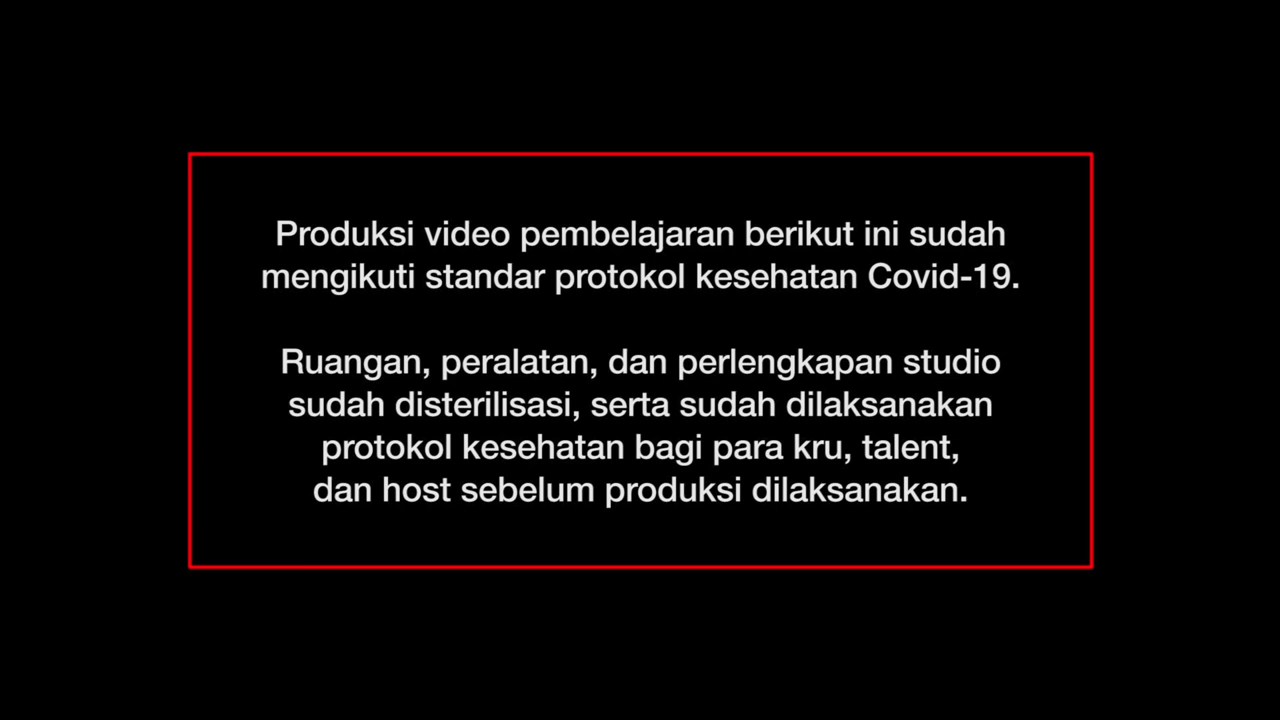 Produksi video pembelajaran berikut ini sudah
mengikuti standar protokol kesehatan Covid-19.
Ruangan, peralatan, dan perlengkapan studio
sudah disterilisasi, serta sudah dilaksanakan
protokol kesehatan bagi para kru, talent,
dan host sebelum produksi dilaksanakan.